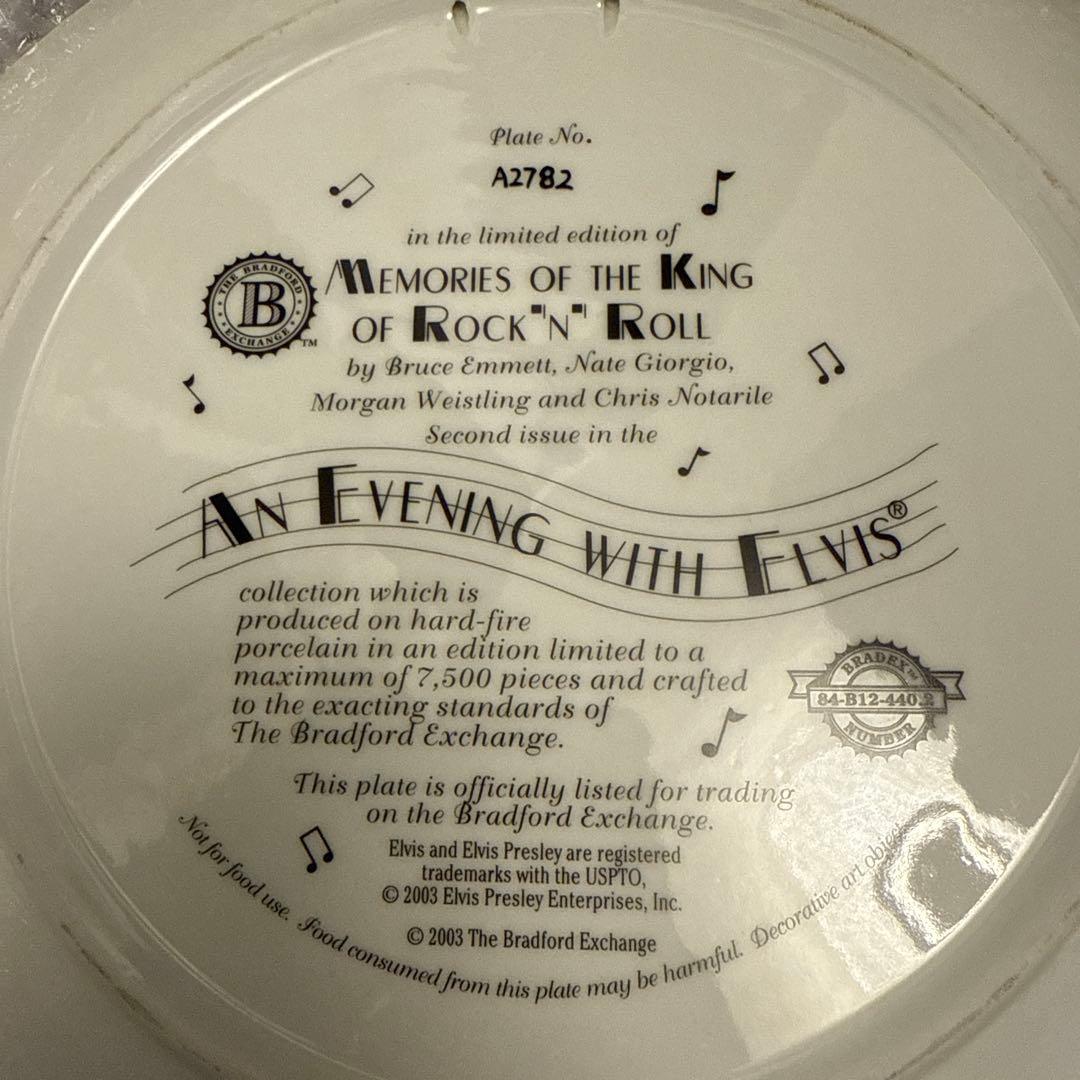 Plate No.
A2782
in the limited edition of
THE BRADFORD
B
EXCHANGE ™
MEMORIES OF THE KING
OF ROCK "N" ROLL
by Bruce Emmett, Nate Giorgio,
Morgan Weistling and Chris Notarile
Second issue in the
AN EVENING WITH ELVIS®
collection which is
produced on hard-fire
porcelain in an edition limited to a
maximum of 7,500 pieces and crafted
to the exacting standards of
The Bradford Exchange.
BRADEX™
84-B12-440.2
NUMBER
This plate is officially listed for trading
on the Bradford Exchange.
Elvis and Elvis Presley are registered
trademarks with the USPTO,
© 2003 Elvis Presley Enterprises, Inc.
© 2003 The Bradford Exchange
Not for food use. Food consumed from this plate may be harmful. Decorative art object.